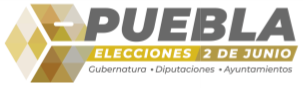 PUEBLA
ELECCIONES 2 DE JUNIO
Gubernatura • Diputaciones • Ayuntamientos